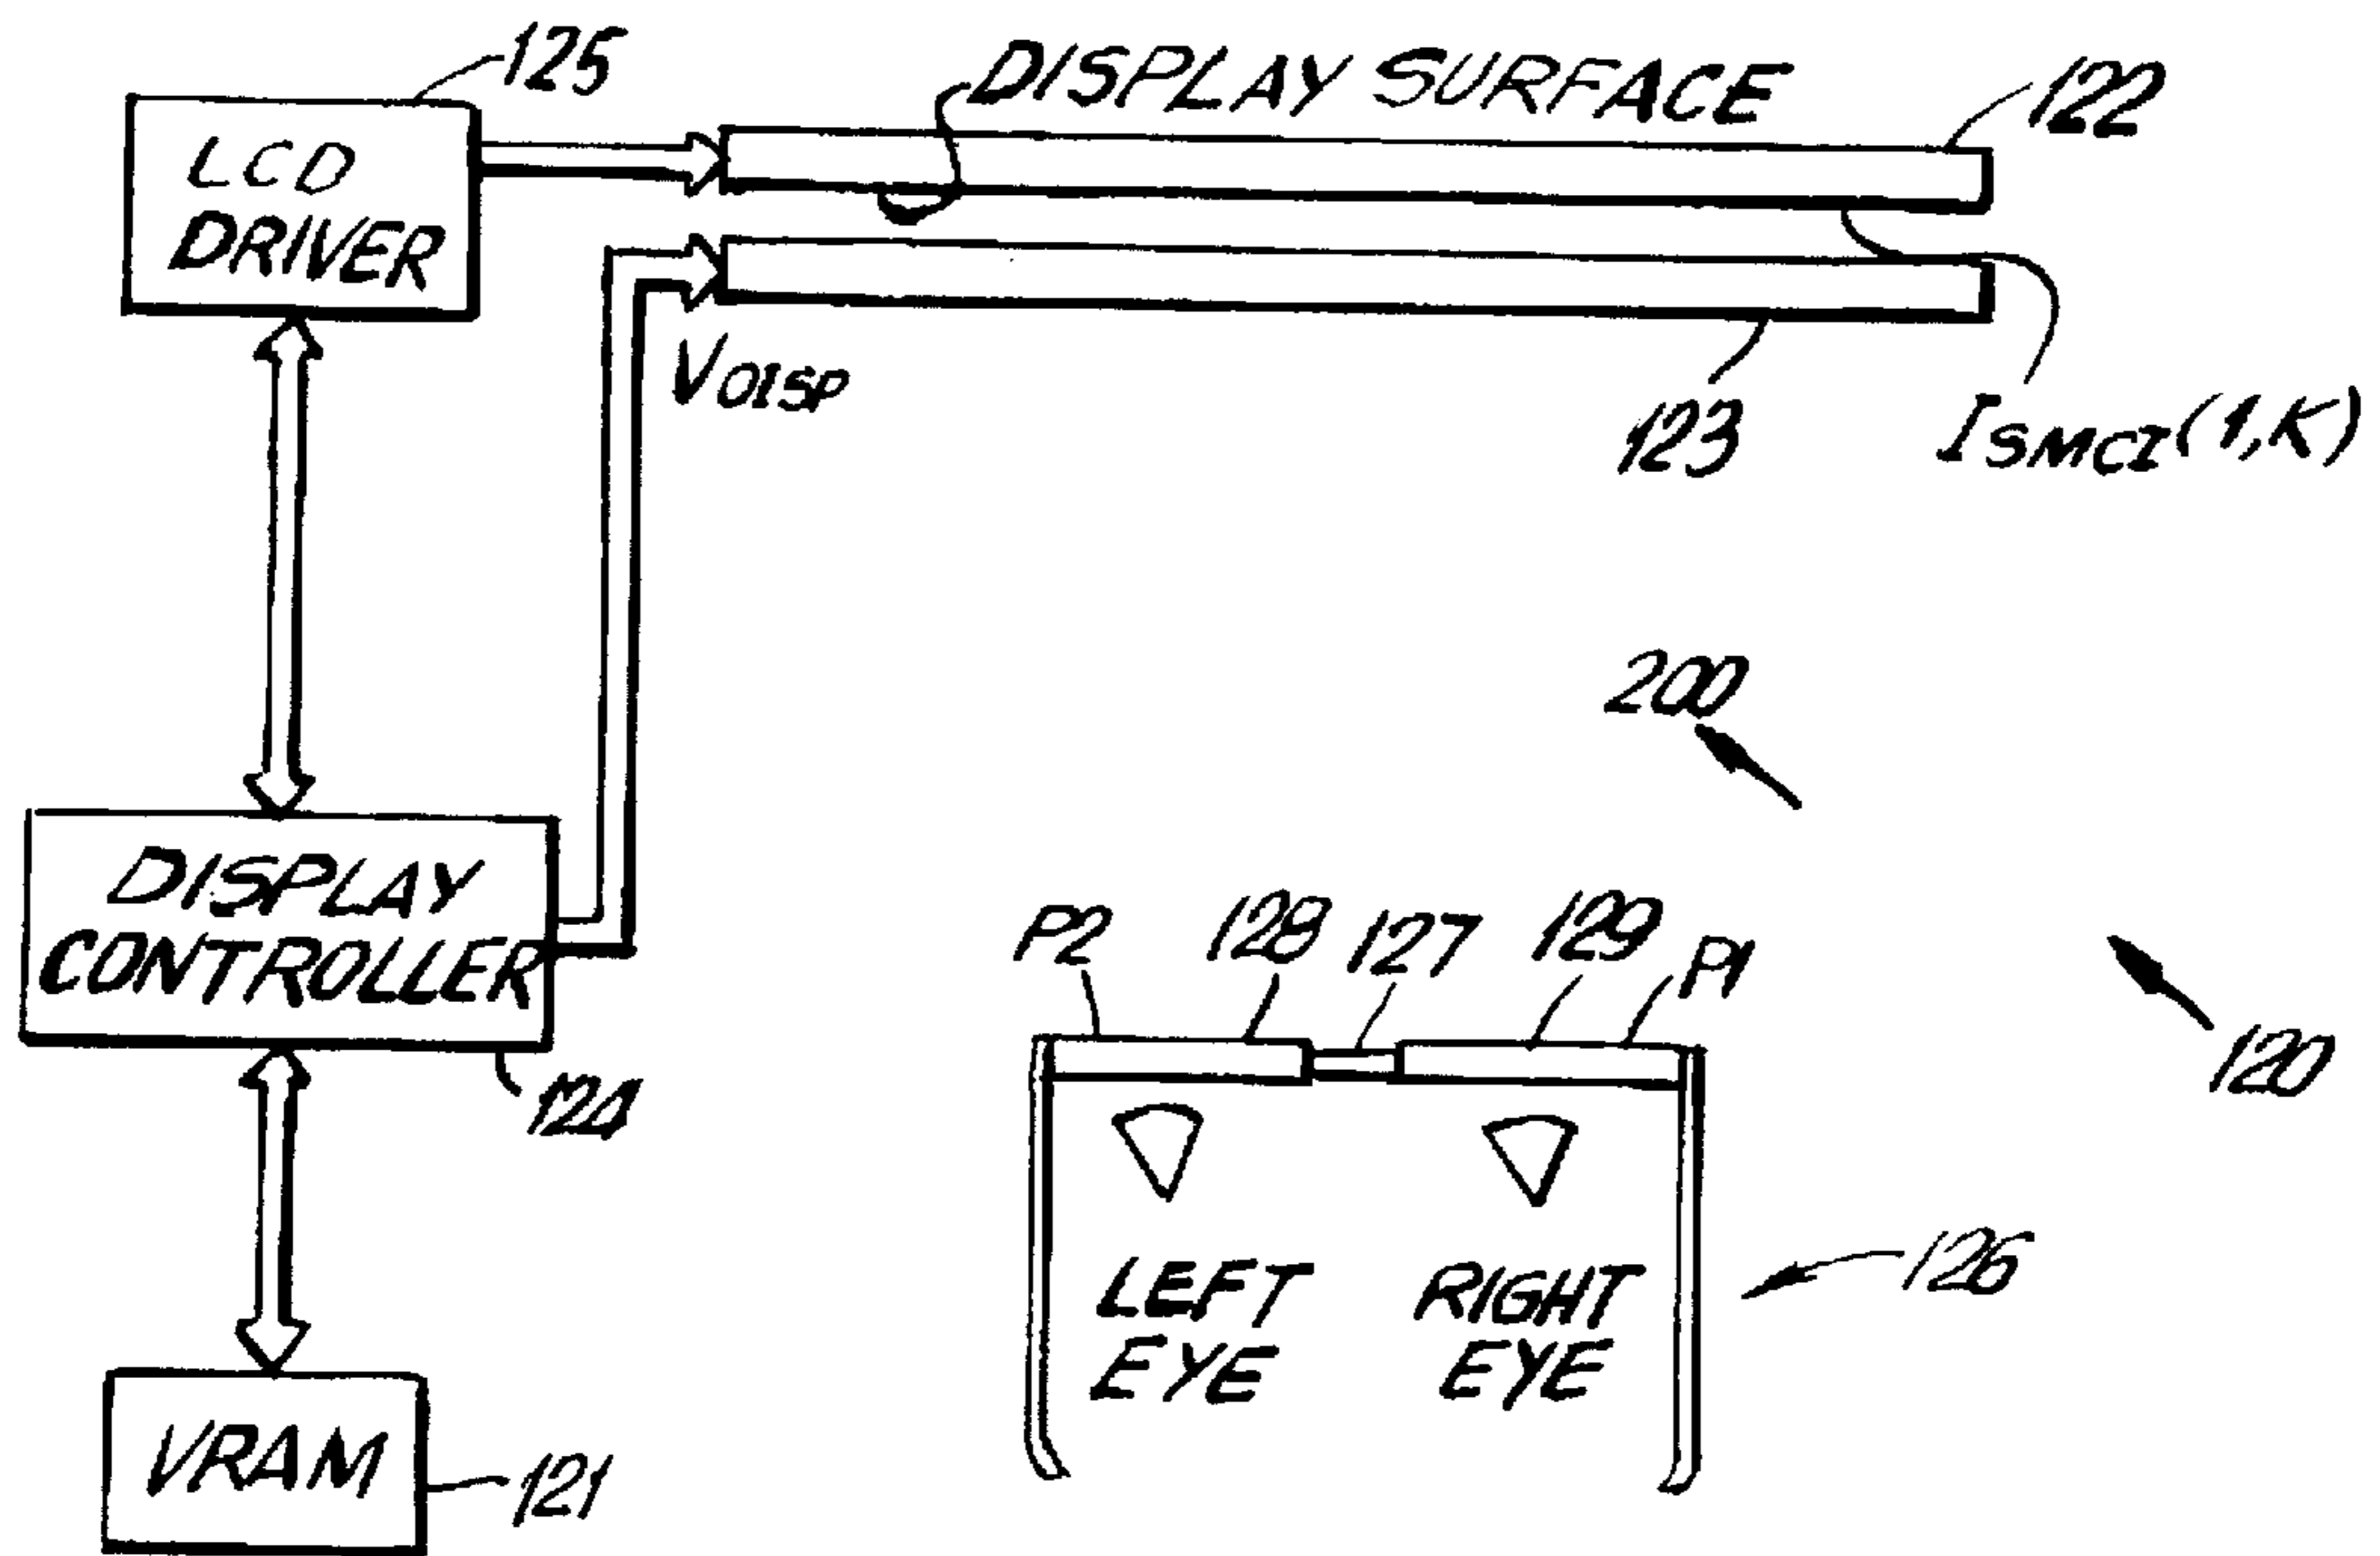 125
DISPLAY SURFACE
122
LCD
DRIVER
VDISP
123
ISMCI(1,K)
200
DISPLAY
CONTROLLER
P2
128
127
129
P1
124
120
LEFT
EYE
RIGHT
EYE
126
VRAM
121